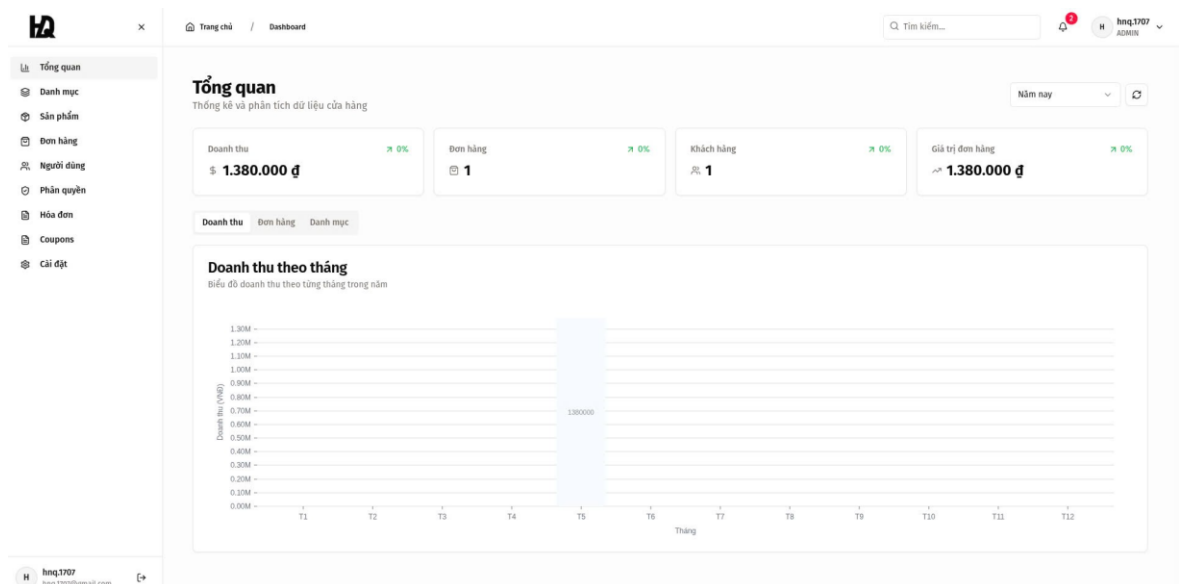 HQ
Trang chủ / Dashboard
Tìm kiếm...
2
H
hnq.1707
ADMIN
Tổng quan
Danh mục
Sản phẩm
Đơn hàng
Người dùng
Phân quyền
Hóa đơn
Coupons
Cài đặt
Tổng quan
Thống kê và phân tích dữ liệu cửa hàng
Năm nay
Doanh thu 0%
$ 1.380.000 ₫
Đơn hàng 0%
1
Khách hàng 0%
1
Giá trị đơn hàng 0%
1.380.000 ₫
Doanh thu Đơn hàng Danh mục
Doanh thu theo tháng
Biểu đồ doanh thu theo từng tháng trong năm
Doanh thu (VNĐ)
1.30M
1.20M
1.10M
1.00M
0.90M
0.80M
0.70M
0.60M
0.50M
0.40M
0.30M
0.20M
0.10M
0.00M
1380000
T1 T2 T3 T4 T5 T6 T7 T8 T9 T10 T11 T12
Tháng
H
hnq.1707
hnq.1707@gmail.com